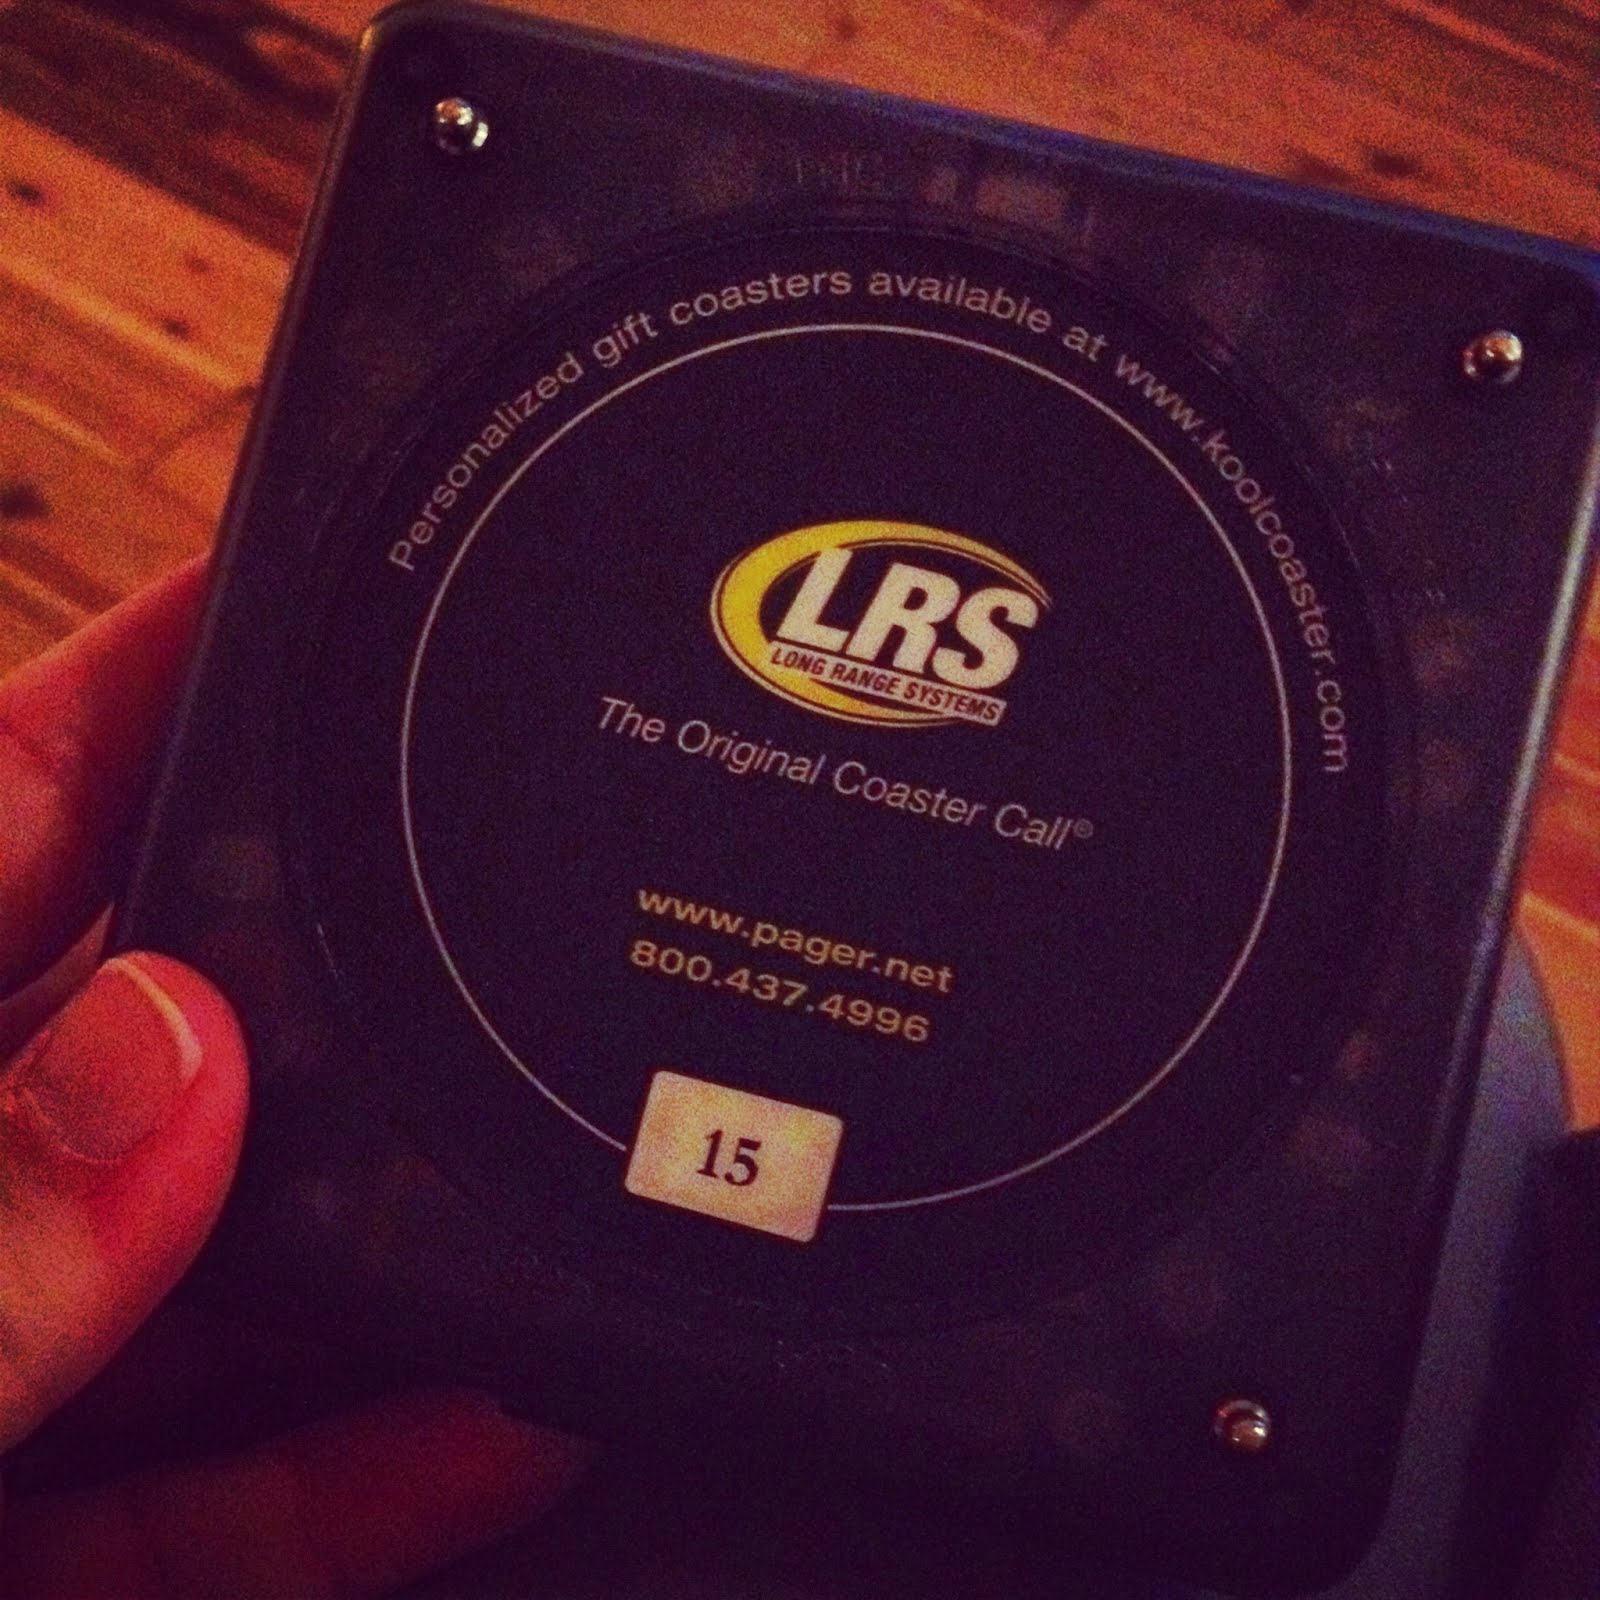 Personalized gift coasters available at www.koolcoaster.com
LRS
LONG RANGE SYSTEMS
The Original Coaster Call®
www.pager.net
800.437.4996
15